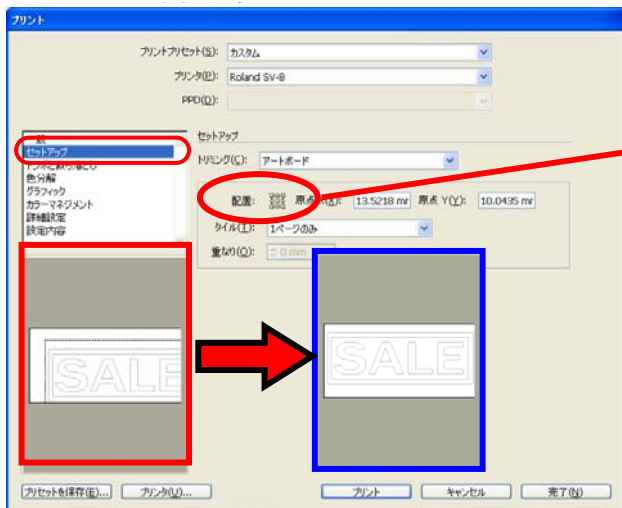 プリント
プリントプリセット(S): カスタム
プリンタ(P): Roland SV-8
PPD(D):
セットアップ
セットアップ
トリミング(C): アートボード
色分解
グラフィック
カラーマネジメント
詳細設定
設定内容
配置: 原点 X(X): 13.5218 mm 原点 Y(Y): 10.0435 mm
タイル(T): 1ページのみ
重なり(O): 0 mm
SALE
SALE
プリセットを保存(E)... プリンタ(U)... プリント キャンセル 完了(N)